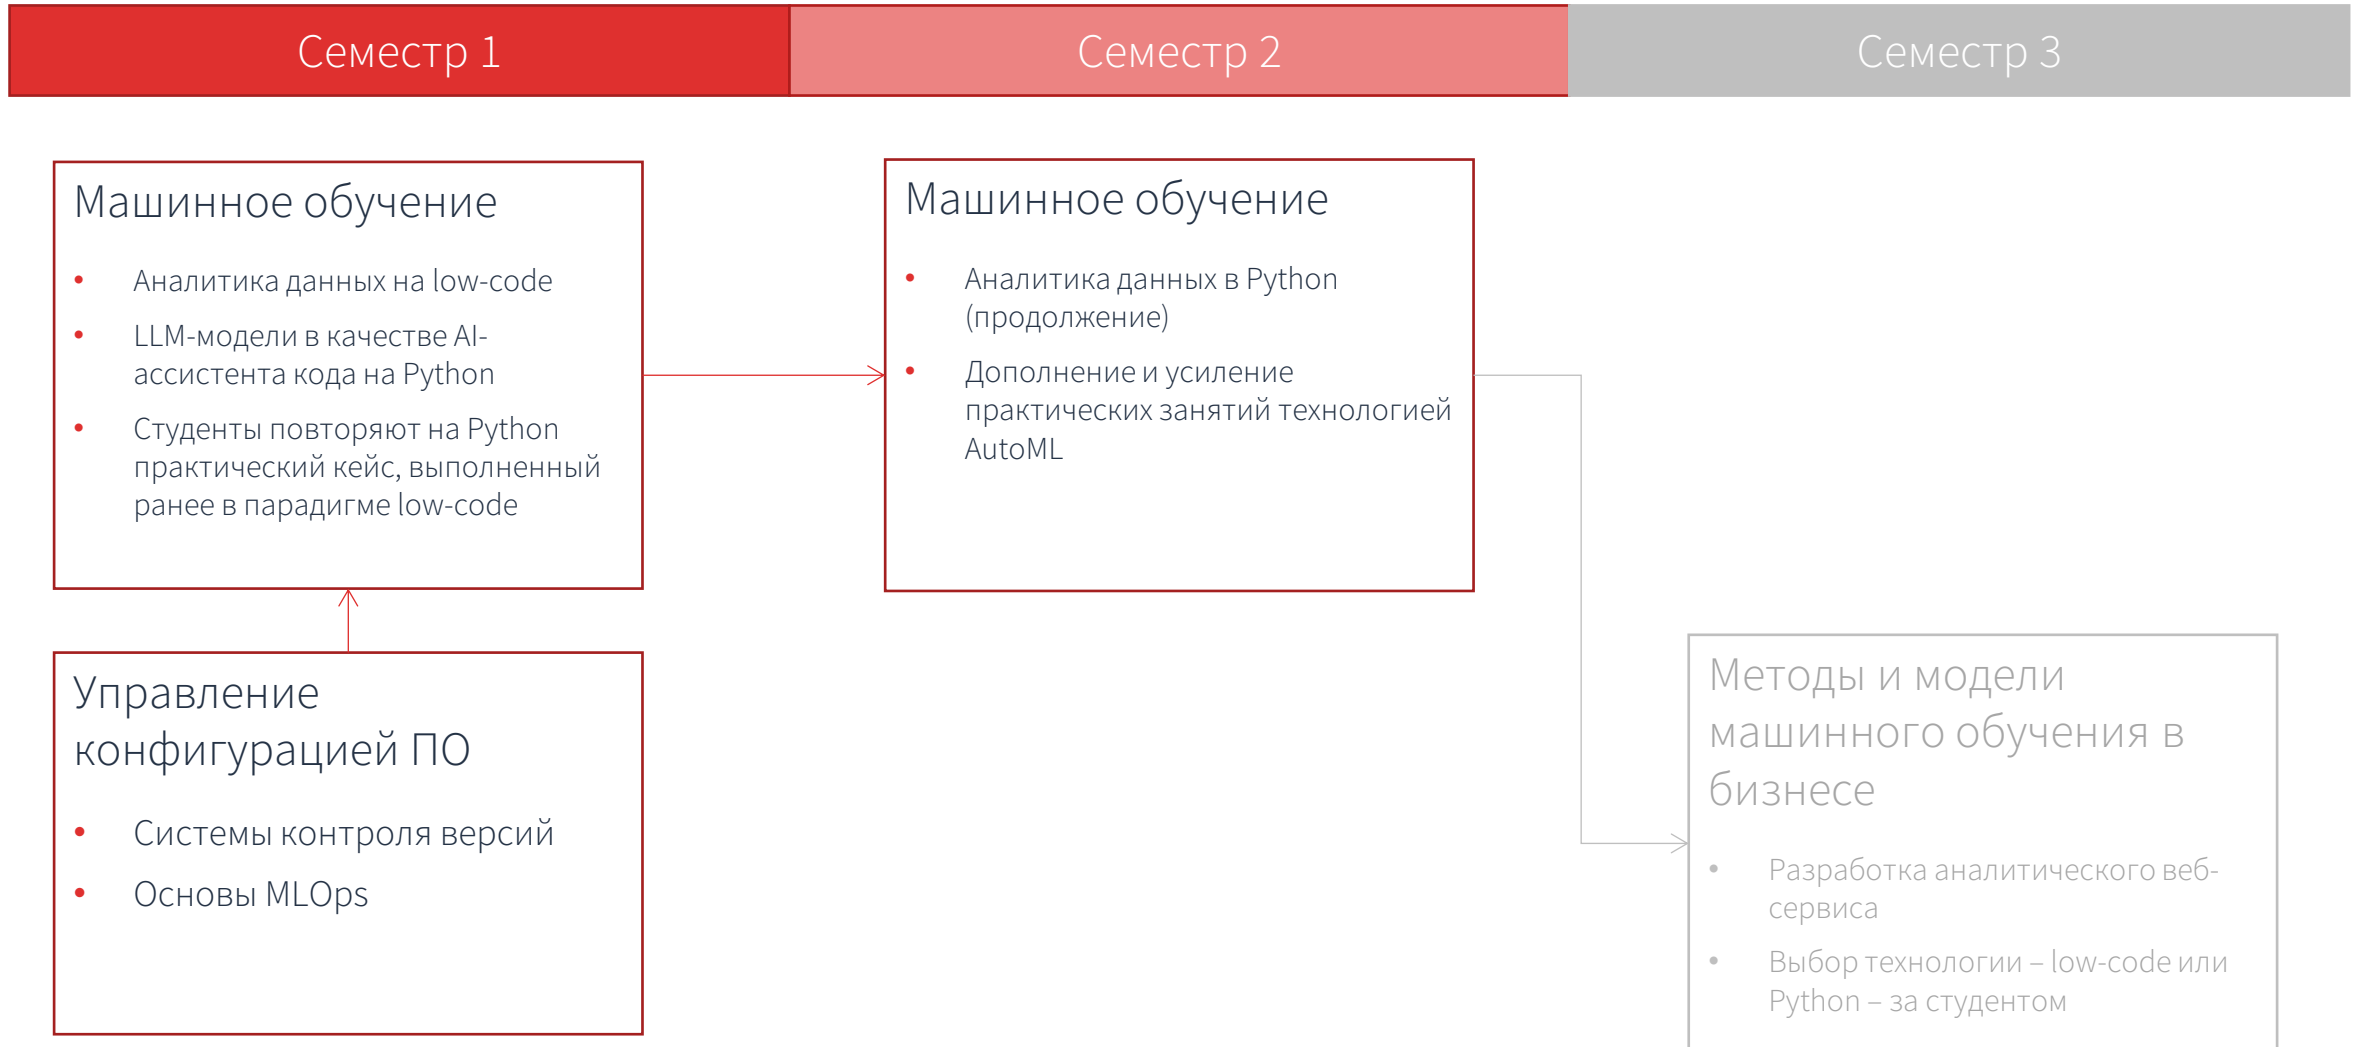 Семестр 1
Семестр 2
Семестр 3
Машинное обучение
• Аналитика данных на low-code
• LLM-модели в качестве AI-
ассистента кода на Python
• Студенты повторяют на Python
практический кейс, выполненный
ранее в парадигме low-code
Управление
конфигурацией ПО
• Системы контроля версий
• Основы MLOps
Машинное обучение
• Аналитика данных в Python
(продолжение)
• Дополнение и усиление
практических занятий технологией
AutoML
Методы и модели
машинного обучения в
бизнесе
• Разработка аналитического веб-
сервиса
• Выбор технологии – low-code или
Python – за студентом